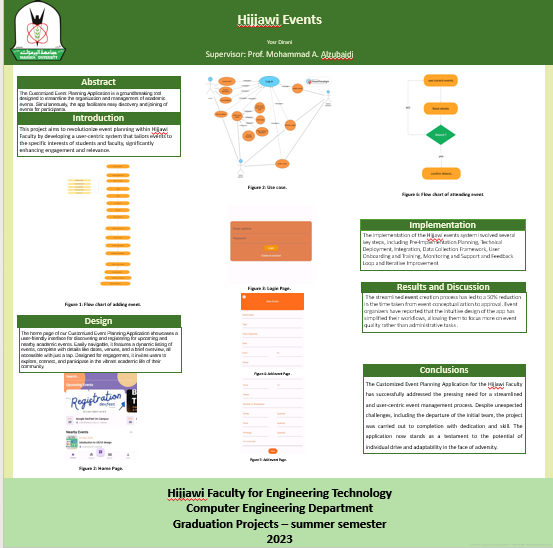 Hijjawi Events
Yasr Dinani
Supervisor: Prof. Mohammad A. Alzubaidi
Abstract
The Customized Event Planning Application is a groundbreaking tool
designed to streamline the organization and management of academic
events. Simultaneously, the app facilitates easy discovery and joining of
events for participants.
Introduction
This project aims to revolutionize event planning within Hijjawi
Faculty by developing a user-centric system that tailors events to
the specific interests of students and faculty, significantly
enhancing engagement and relevance.
Figure 1: Flow chart of adding event.
Design
The home page of our Customized Event Planning Application showcases a
user-friendly interface for discovering and registering for upcoming and
nearby academic events. Easily navigable, it features a dynamic listing of
events, complete with details like dates, venues, and a brief overview, all
accessible with just a tap. Designed for engagement, it invites users to
explore, connect, and participate in the vibrant academic life of their
community.
Upcoming Events
Registration
Nearby Events
Figure 2: Home Page.
Log in
Figure 2: Use case.
Figure 3: Login Page.
Figure 4: Add event Page.
Figure 5: Add event Page.
NO
yes
Figure 6: Flow chart of attending event.
Implementation
The implementation of the Hijjawi events system involved several
key steps, including Pre-Implementation Planning, Technical
Deployment, Integration, Data Collection Framework, User
Onboarding and Training, Monitoring and Support and Feedback
Loop and Iterative Improvement
Results and Discussion
The streamlined event creation process has led to a 50% reduction
in the time taken from event conceptualization to approval. Event
organizers have reported that the intuitive design of the app has
simplified their workflows, allowing them to focus more on event
quality rather than administrative tasks.
Conclusions
The Customized Event Planning Application for the Hijjawi Faculty
has successfully addressed the pressing need for a streamlined
and user-centric event management process. Despite unexpected
challenges, including the departure of the initial team, the project
was carried out to completion with dedication and skill. The
application now stands as a testament to the potential of
individual drive and adaptability in the face of adversity.
Hijjawi Faculty for Engineering Technology
Computer Engineering Department
Graduation Projects – summer semester
2023